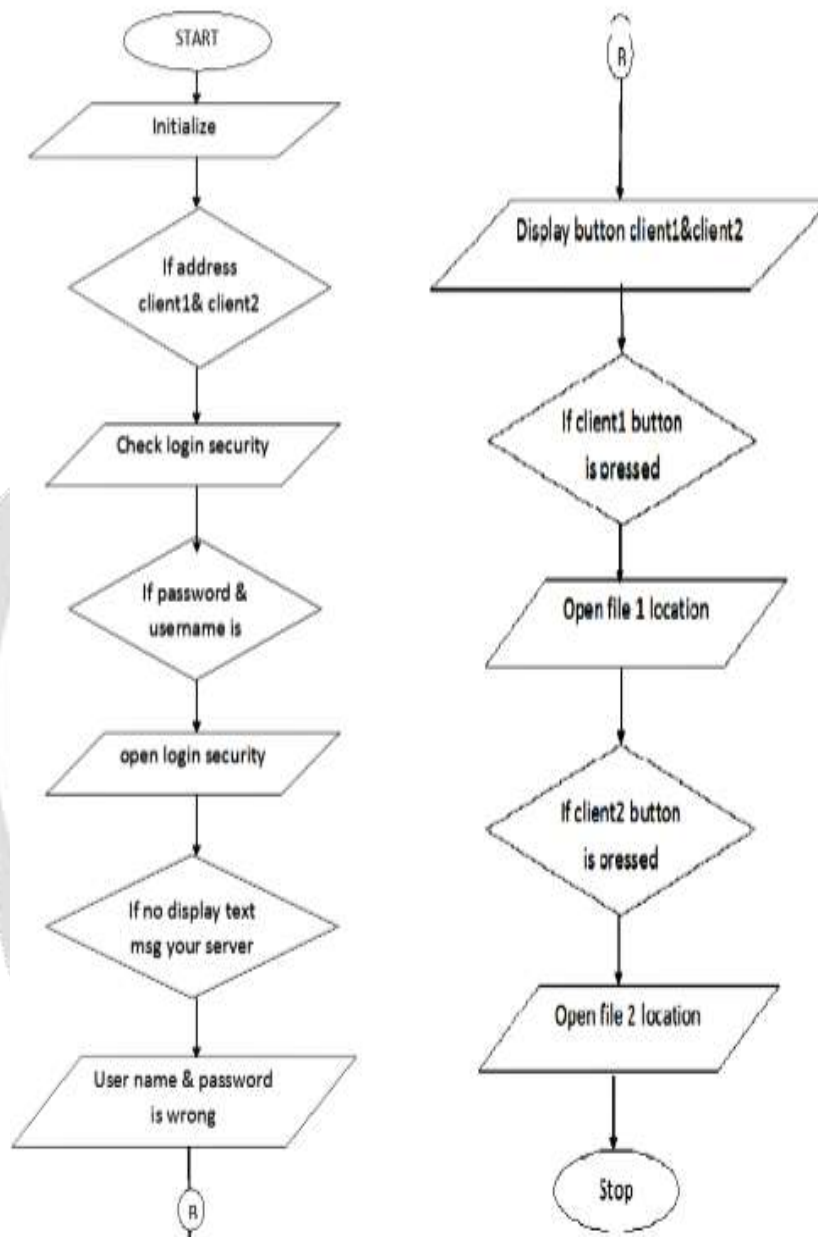 START
Initialize
If address
client1& client2
Check login security
If password &
username is
open login security
If no display text
msg your server
User name & password
is wrong
R
R
Display button client1&client2
If client1 button
is pressed
Open file 1 location
If client2 button
is pressed
Open file 2 location
Stop